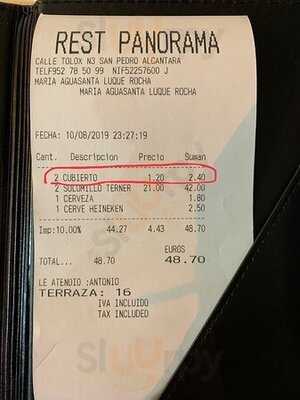 REST PANORAMA
CALLE TOLOX N3 SAN PEDRO ALCANTARA
TELF952 78 50 99 NIF52257600 J
MARIA AGUASANTA LUQUE ROCHA
MARIA AGUASANTA LUQUE ROCHA
FECHA: 10/08/2019 23:27:19
Cant. Descripcion Precio Suman
2 CUBIERTO 1.20 2.40
2 SOLOMILLO TERNER 21.00 42.00
1 CERVEZA 1.80
1 CERVE HEINEKEN 2.50
Imp:10.00% 44.27 4.43 48.70
EUROS
TOTAL... 48.70 48.70
LE ATENDIO :ANTONIO
TERRAZA: 16
IVA INCLUIDO
TAX INCLUDED
sluurpy